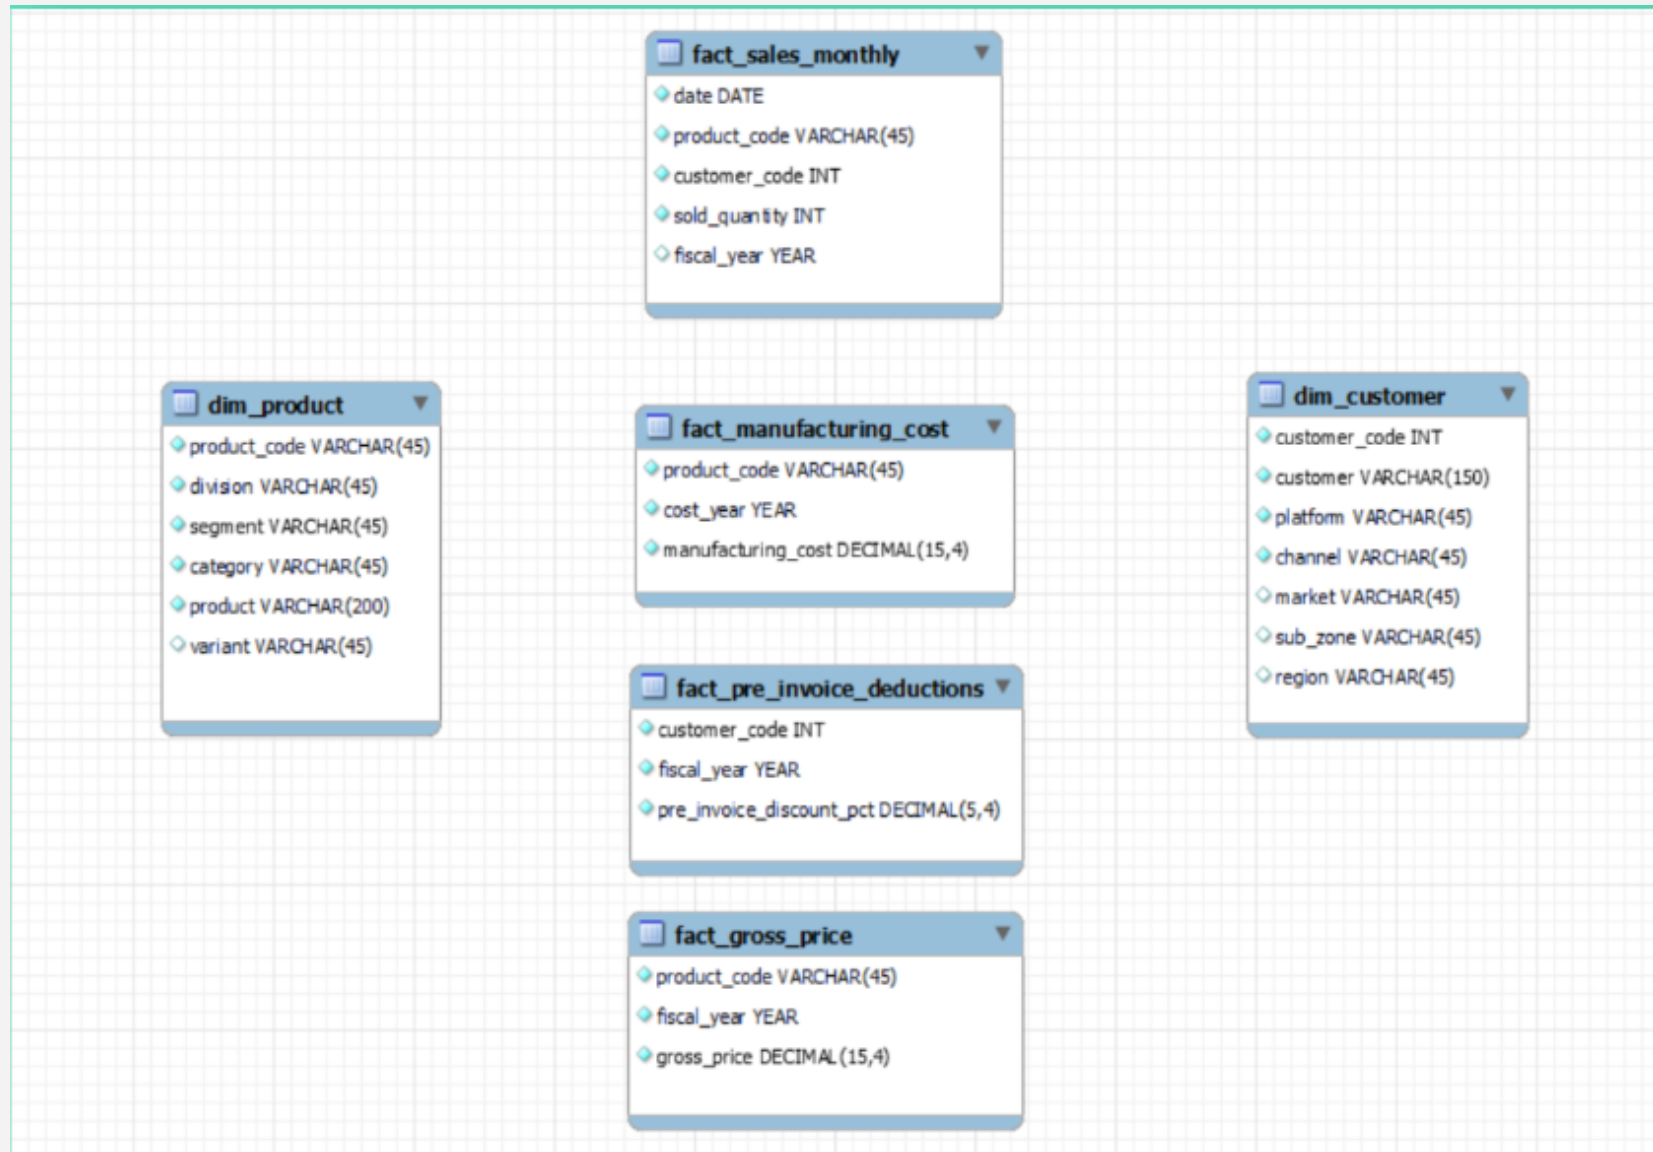 fact_sales_monthly
date DATE
product_code VARCHAR(45)
customer_code INT
sold_quantity INT
fiscal_year YEAR
dim_product
product_code VARCHAR(45)
division VARCHAR(45)
segment VARCHAR(45)
category VARCHAR(45)
product VARCHAR(200)
variant VARCHAR(45)
fact_manufacturing_cost
product_code VARCHAR(45)
cost_year YEAR
manufacturing_cost DECIMAL(15,4)
dim_customer
customer_code INT
customer VARCHAR(150)
platform VARCHAR(45)
channel VARCHAR(45)
market VARCHAR(45)
sub_zone VARCHAR(45)
region VARCHAR(45)
fact_pre_invoice_deductions
customer_code INT
fiscal_year YEAR
pre_invoice_discount_pct DECIMAL(5,4)
fact_gross_price
product_code VARCHAR(45)
fiscal_year YEAR
gross_price DECIMAL(15,4)